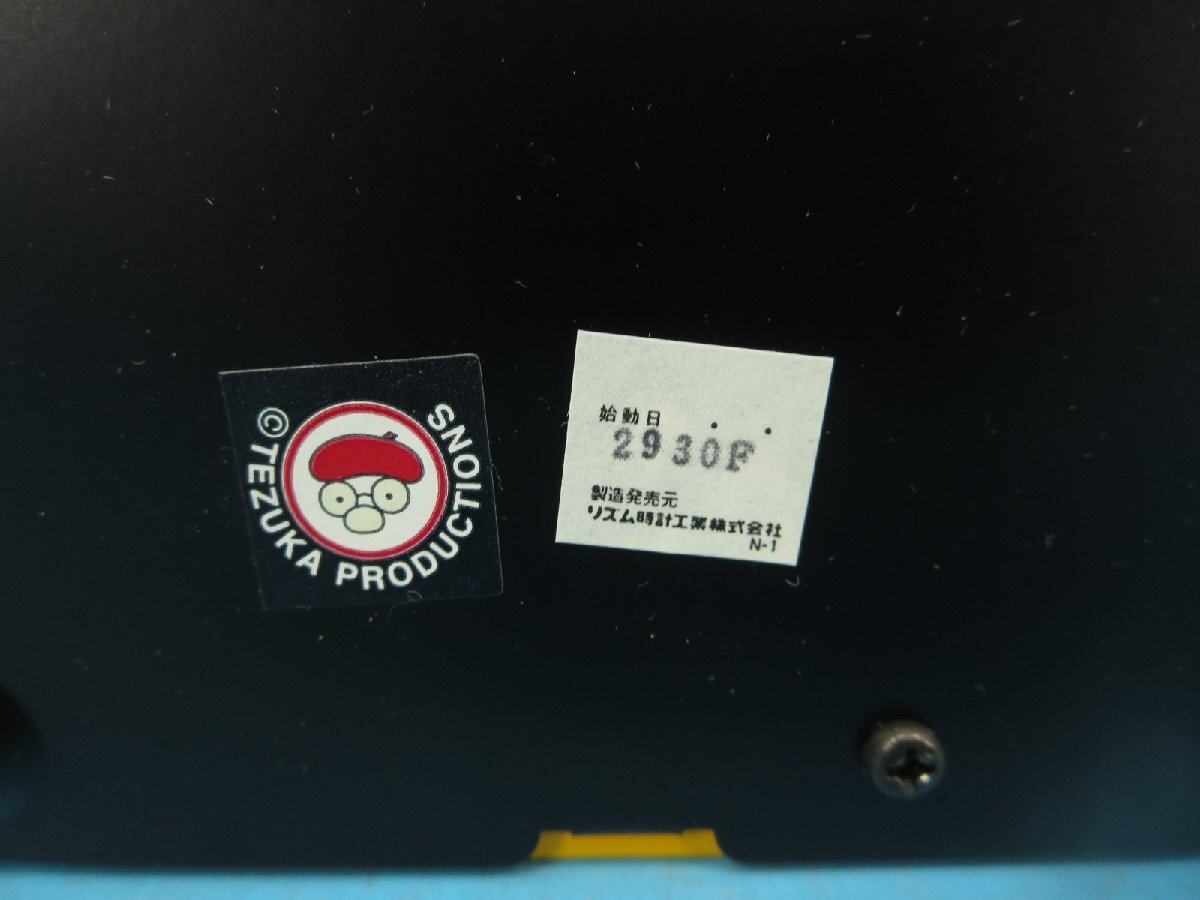 ©TEZUKA PRODUCTIONS
始動日 . .
2930F
製造発売元
リズム時計工業株式会社
N-1